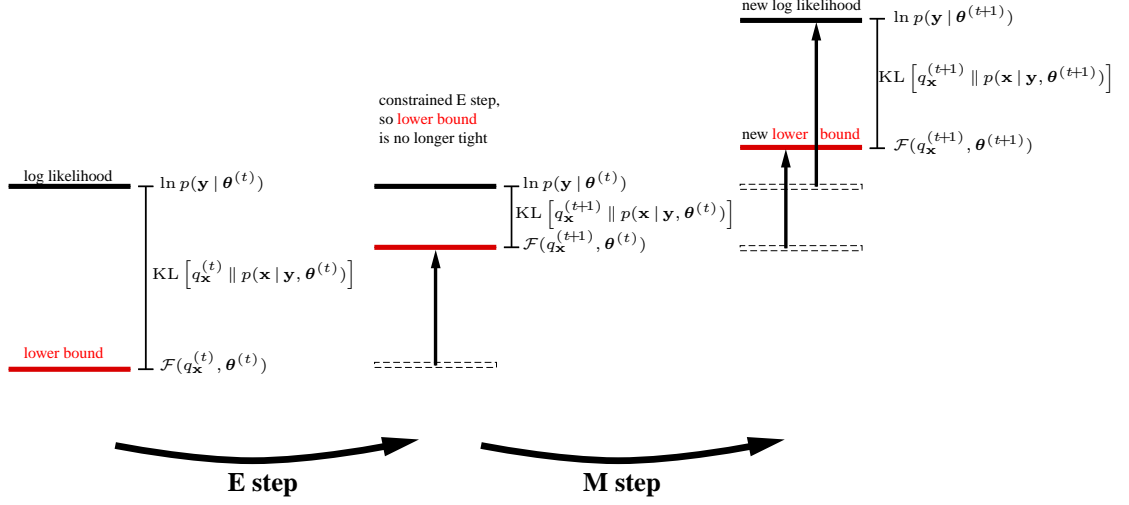 log likelihood
ln p(y | θ^(t))
KL [q_x^(t) ‖ p(x | y, θ^(t))]
lower bound
F(q_x^(t), θ^(t))
E step
constrained E step,
so lower bound
is no longer tight
ln p(y | θ^(t))
KL [q_x^(t+1) ‖ p(x | y, θ^(t))]
F(q_x^(t+1), θ^(t))
M step
new log likelihood
ln p(y | θ^(t+1))
KL [q_x^(t+1) ‖ p(x | y, θ^(t+1))]
new lower bound
F(q_x^(t+1), θ^(t+1))